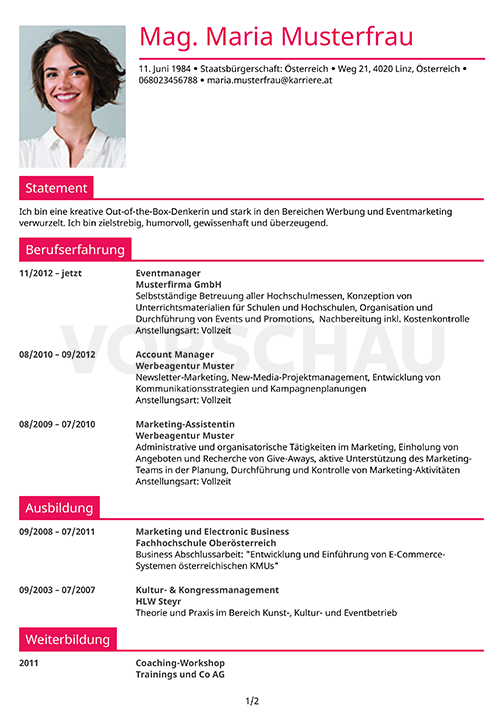 Mag. Maria Musterfrau
11. Juni 1984 • Staatsbürgerschaft: Österreich • Weg 21, 4020 Linz, Österreich •
068023456788 • maria.musterfrau@karriere.at
Statement
Ich bin eine kreative Out-of-the-Box-Denkerin und stark in den Bereichen Werbung und Eventmarketing
verwurzelt. Ich bin zielstrebig, humorvoll, gewissenhaft und überzeugend.
Berufserfahrung
11/2012 – jetzt Eventmanager
Musterfirma GmbH
Selbstständige Betreuung aller Hochschulmessen, Konzeption von
Unterrichtsmaterialien für Schulen und Hochschulen, Organisation und
Durchführung von Events und Promotions, Nachbereitung inkl. Kostenkontrolle
Anstellungsart: Vollzeit
VORSCHAU
08/2010 – 09/2012 Account Manager
Werbeagentur Muster
Newsletter-Marketing, New-Media-Projektmanagement, Entwicklung von
Kommunikationsstrategien und Kampagnenplanungen
Anstellungsart: Vollzeit
08/2009 – 07/2010 Marketing-Assistentin
Werbeagentur Muster
Administrative und organisatorische Tätigkeiten im Marketing, Einholung von
Angeboten und Recherche von Give-Aways, aktive Unterstützung des Marketing-
Teams in der Planung, Durchführung und Kontrolle von Marketing-Aktivitäten
Anstellungsart: Vollzeit
Ausbildung
09/2008 – 07/2011 Marketing und Electronic Business
Fachhochschule Oberösterreich
Business Abschlussarbeit: "Entwicklung und Einführung von E-Commerce-
Systemen österreichischen KMUs"
09/2003 – 07/2007 Kultur- & Kongressmanagement
HLW Steyr
Theorie und Praxis im Bereich Kunst-, Kultur- und Eventbetrieb
Weiterbildung
2011 Coaching-Workshop
Trainings und Co AG
1/2